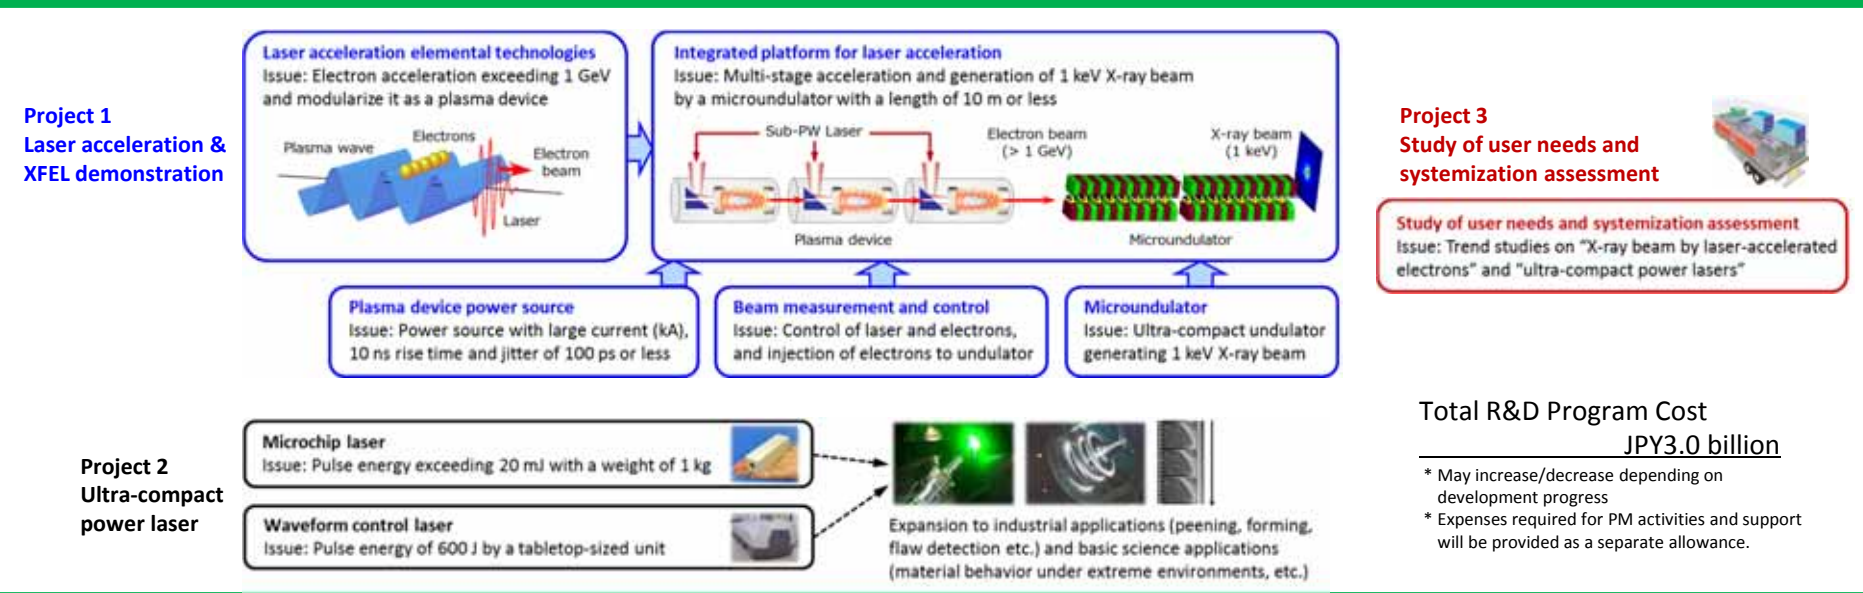 Project 1
Laser acceleration &
XFEL demonstration
Laser acceleration elemental technologies
Issue: Electron acceleration exceeding 1 GeV
and modularize it as a plasma device
Plasma wave
Electrons
Electron
beam
Laser
Integrated platform for laser acceleration
Issue: Multi-stage acceleration and generation of 1 keV X-ray beam
by a microundulator with a length of 10 m or less
Sub-PW Laser
Electron beam
(> 1 GeV)
X-ray beam
(1 keV)
Plasma device
Microundulator
Plasma device power source
Issue: Power source with large current (kA),
10 ns rise time and jitter of 100 ps or less
Beam measurement and control
Issue: Control of laser and electrons,
and injection of electrons to undulator
Microundulator
Issue: Ultra-compact undulator
generating 1 keV X-ray beam
Project 3
Study of user needs and
systemization assessment
Study of user needs and systemization assessment
Issue: Trend studies on “X-ray beam by laser-accelerated
electrons” and “ultra-compact power lasers”
Project 2
Ultra-compact
power laser
Microchip laser
Issue: Pulse energy exceeding 20 mJ with a weight of 1 kg
Waveform control laser
Issue: Pulse energy of 600 J by a tabletop-sized unit
Expansion to industrial applications (peening, forming,
flaw detection etc.) and basic science applications
(material behavior under extreme environments, etc.)
Total R&D Program Cost
JPY3.0 billion
* May increase/decrease depending on
development progress
* Expenses required for PM activities and support
will be provided as a separate allowance.